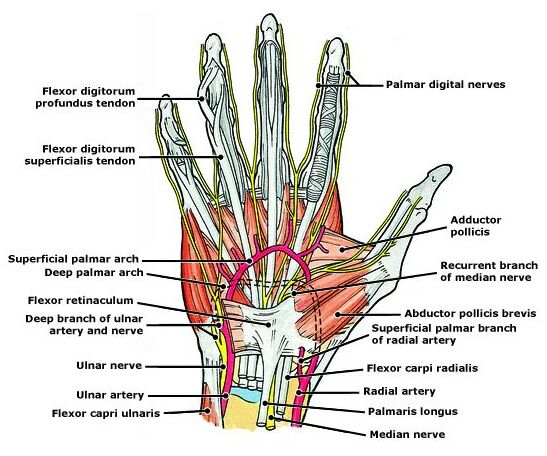 Flexor digitorum
profundus tendon
Flexor digitorum
superficialis tendon
Superficial palmar arch
Deep palmar arch
Flexor retinaculum
Deep branch of ulnar
artery and nerve
Ulnar nerve
Ulnar artery
Flexor capri ulnaris
Palmar digital nerves
Adductor
pollicis
Recurrent branch
of median nerve
Abductor pollicis brevis
Superficial palmar branch
of radial artery
Flexor carpi radialis
Radial artery
Palmaris longus
Median nerve